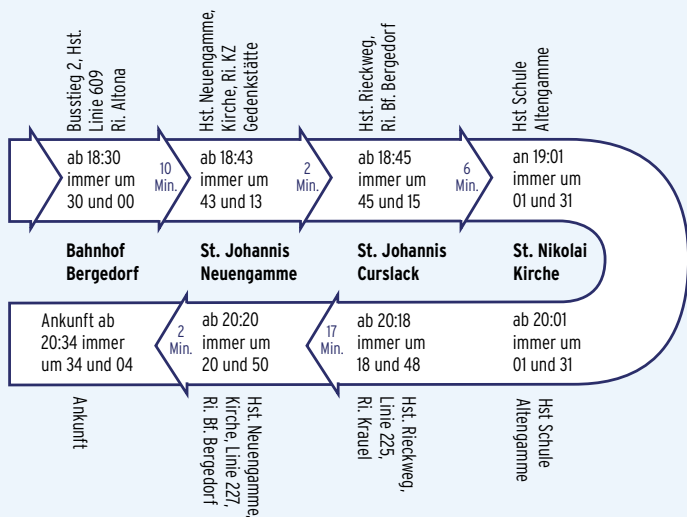 Busstieg 2, Hst.
Linie 609
Ri. Altona
Hst. Neuengamme,
Kirche, Ri. KZ
Gedenkstätte
Hst. Rieckweg,
Ri. Bf. Bergedorf
Hst Schule
Altengamme
ab 18:30
immer um
30 und 00
10
Min.
ab 18:43
immer um
43 und 13
2
Min.
ab 18:45
immer um
45 und 15
6
Min.
an 19:01
immer um
01 und 31
Bahnhof
Bergedorf
St. Johannis
Neuengamme
St. Johannis
Curslack
St. Nikolai
Kirche
Ankunft ab
20:34 immer
um 34 und 04
2
Min.
ab 20:20
immer um
20 und 50
17
Min.
ab 20:18
immer um
18 und 48
ab 20:01
immer um
01 und 31
Ankunft
Hst. Neuengamme,
Kirche, Linie 227,
Ri. Bf. Bergedorf
Hst. Rieckweg,
Linie 225,
Ri. Krauel
Hst Schule
Altengamme